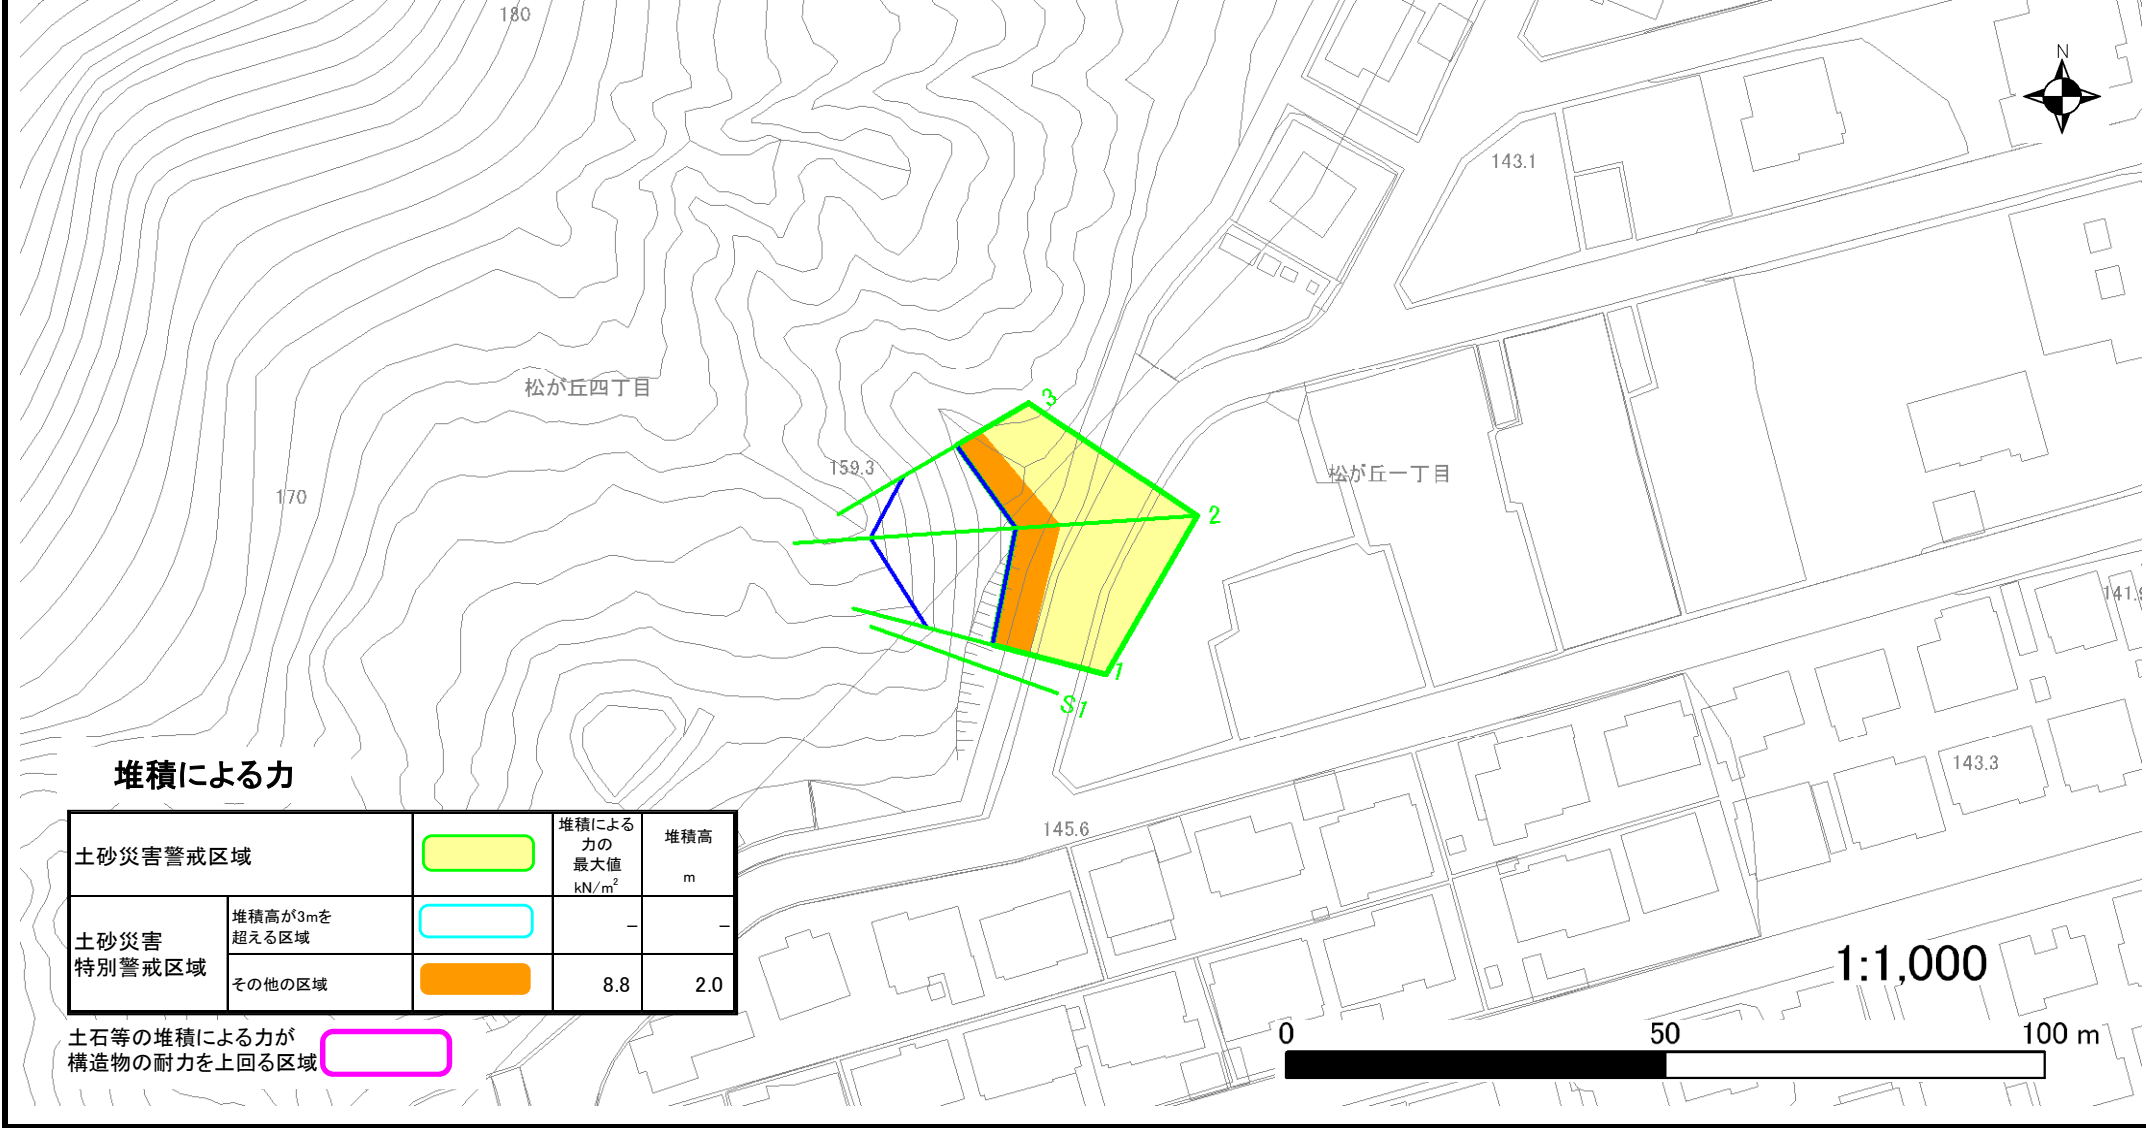 180
N
143.1
松が丘四丁目
3
159.3
松が丘一丁目
170
2
141.9
1
S1
143.3
145.6
堆積による力
土砂災害警戒区域
堆積による
力の
最大値
kN/m²
堆積高
m
土砂災害
特別警戒区域
堆積高が3mを
超える区域
−
−
その他の区域
8.8
2.0
土石等の堆積による力が
構造物の耐力を上回る区域
1:1,000
0
50
100 m